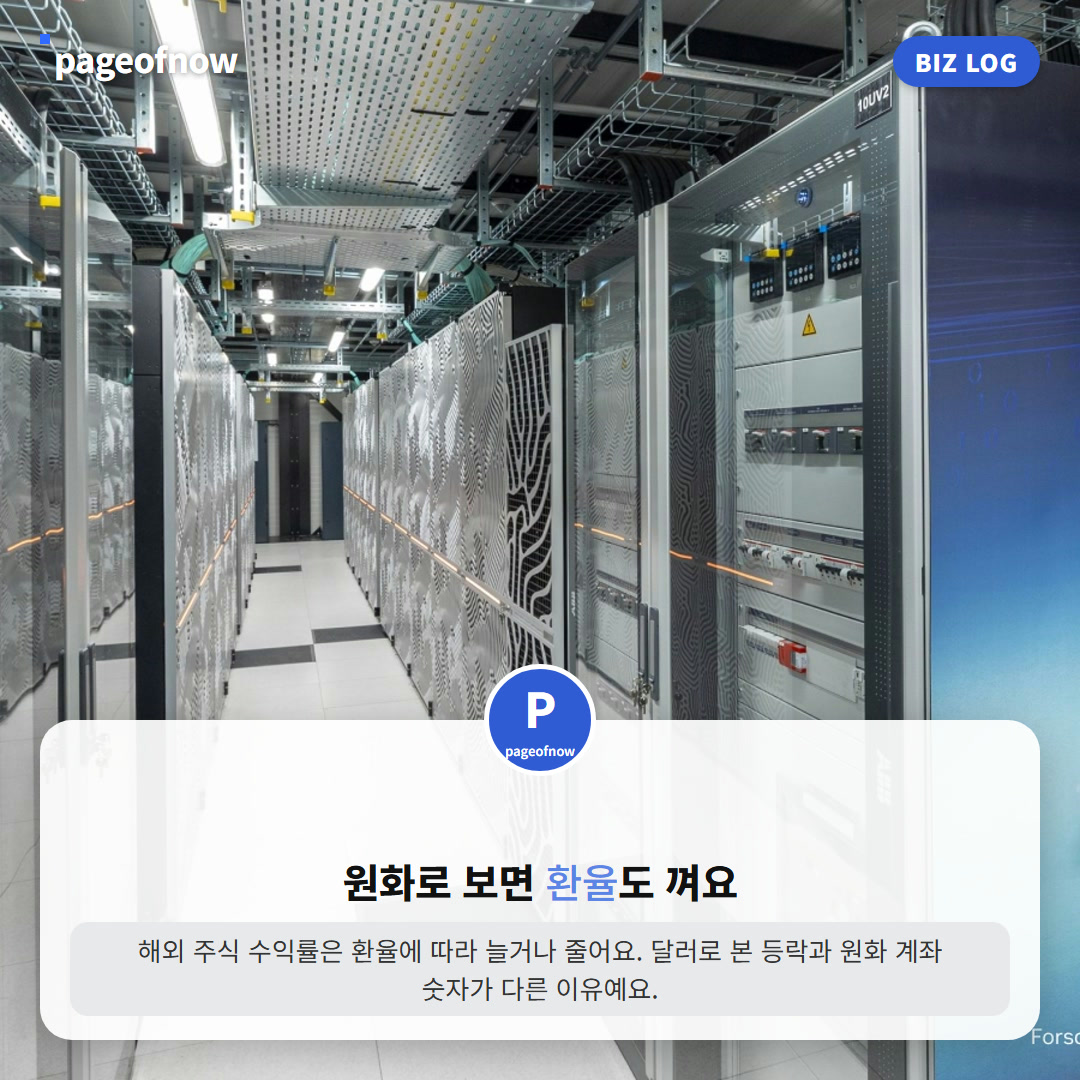 pageofnow
BIZ LOG
10UV2
P
pageofnow
원화로 보면 환율도 껴요
해외 주식 수익률은 환율에 따라 늘거나 줄어요. 달러로 본 등락과 원화 계좌
숫자가 다른 이유예요.